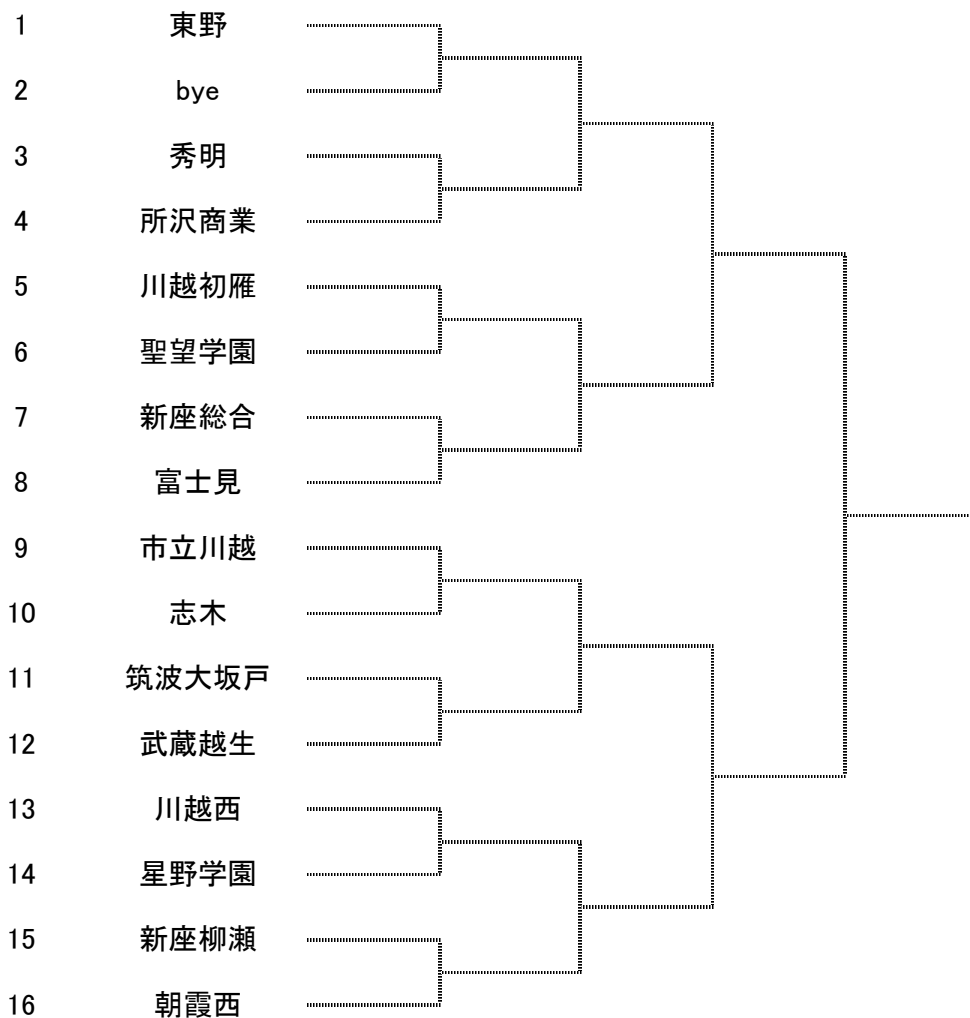 1 東野
2 bye
3 秀明
4 所沢商業
5 川越初雁
6 聖望学園
7 新座総合
8 富士見
9 市立川越
10 志木
11 筑波大坂戸
12 武蔵越生
13 川越西
14 星野学園
15 新座柳瀬
16 朝霞西